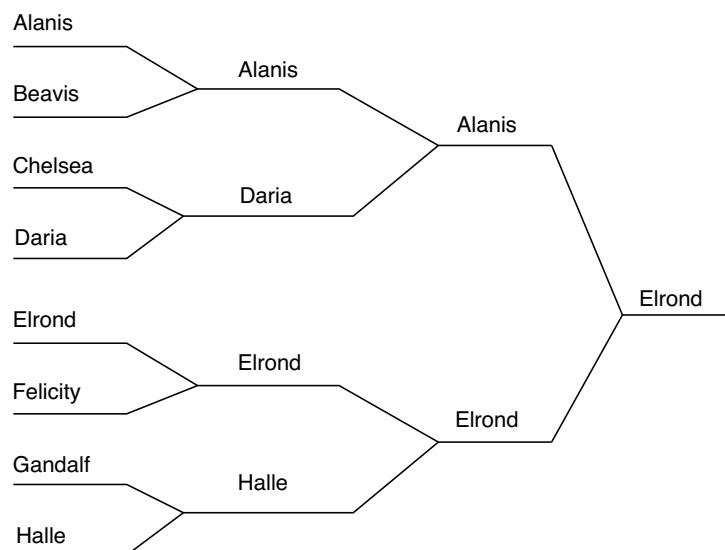 Alanis
Beavis
Chelsea
Daria
Elrond
Felicity
Gandalf
Halle
Alanis
Daria
Elrond
Halle
Alanis
Elrond
Elrond